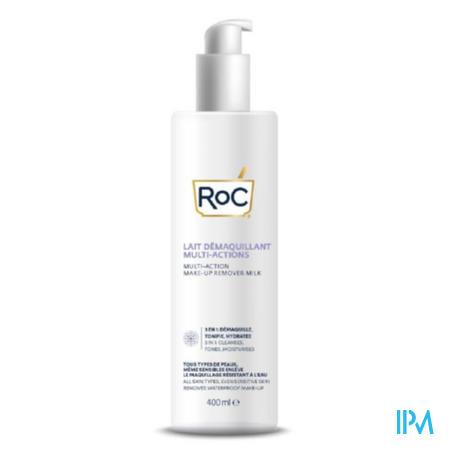 RoC
LAIT DÉMAQUILLANT
MULTI-ACTIONS
MULTI-ACTION
MAKE-UP REMOVER MILK
3 EN 1: DÉMAQUILLE,
TONIFIE, HYDRATE
3 IN 1: CLEANSES,
TONES, MOISTURISES
TOUS TYPES DE PEAUX,
MÊME SENSIBLES ENLÈVE
LE MAQUILLAGE RÉSISTANT À L'EAU
ALL SKIN TYPES, EVEN SENSITIVE SKIN
REMOVES WATERPROOF MAKE-UP
400 ml ℮
IPM